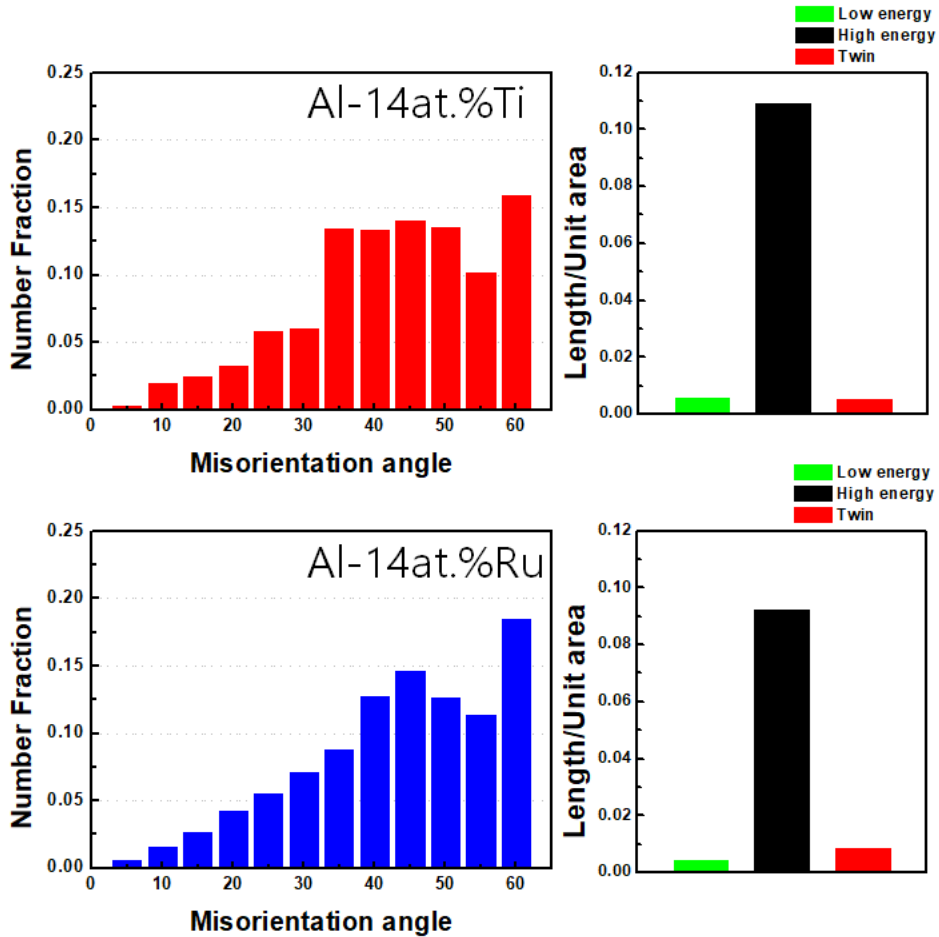 Low energy
High energy
Twin
0.25
0.20
0.15
0.10
0.05
0.00
Number Fraction
Al-14at.%Ti
0 10 20 30 40 50 60
Misorientation angle
0.12
0.10
0.08
0.06
0.04
0.02
0.00
Length/Unit area
Low energy
High energy
Twin
0.25
0.20
0.15
0.10
0.05
0.00
Number Fraction
Al-14at.%Ru
0 10 20 30 40 50 60
Misorientation angle
0.12
0.10
0.08
0.06
0.04
0.02
0.00
Length/Unit area